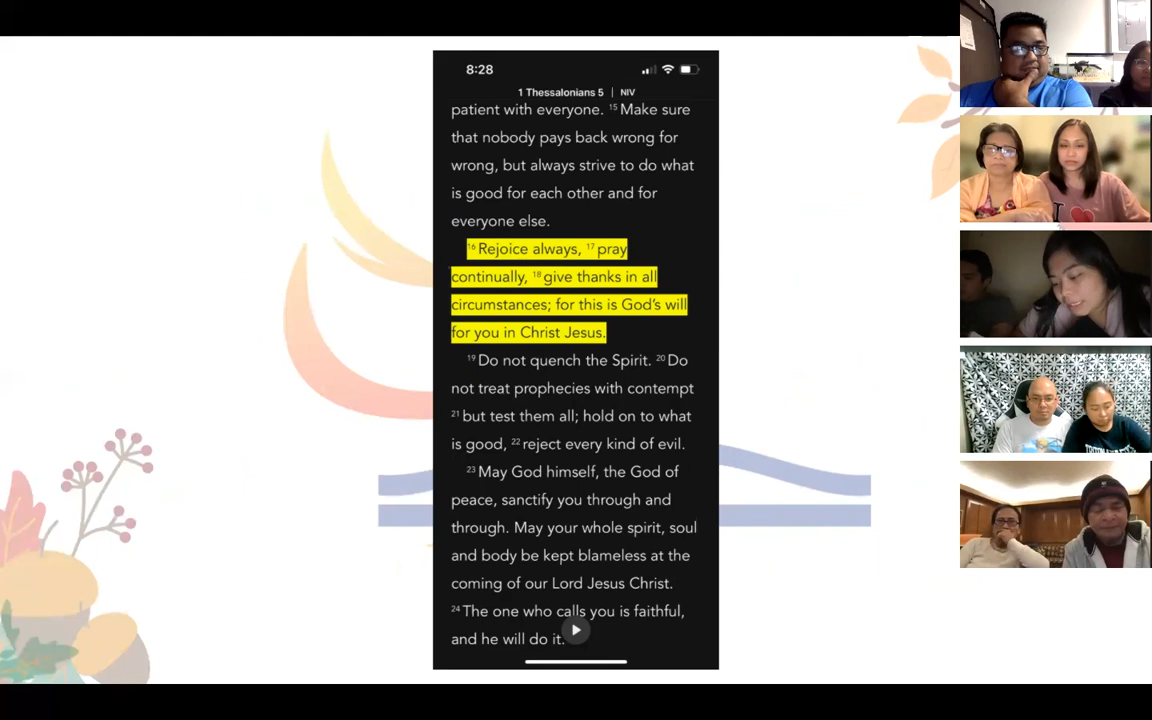 8:28
1 Thessalonians 5 | NIV
patient with everyone. 15 Make sure
that nobody pays back wrong for
wrong, but always strive to do what
is good for each other and for
everyone else.
16 Rejoice always, 17 pray
continually, 18 give thanks in all
circumstances; for this is God's will
for you in Christ Jesus.
19 Do not quench the Spirit. 20 Do
not treat prophecies with contempt
21 but test them all; hold on to what
is good, 22 reject every kind of evil.
23 May God himself, the God of
peace, sanctify you through and
through. May your whole spirit, soul
and body be kept blameless at the
coming of our Lord Jesus Christ.
24 The one who calls you is faithful,
and he will do it.
I